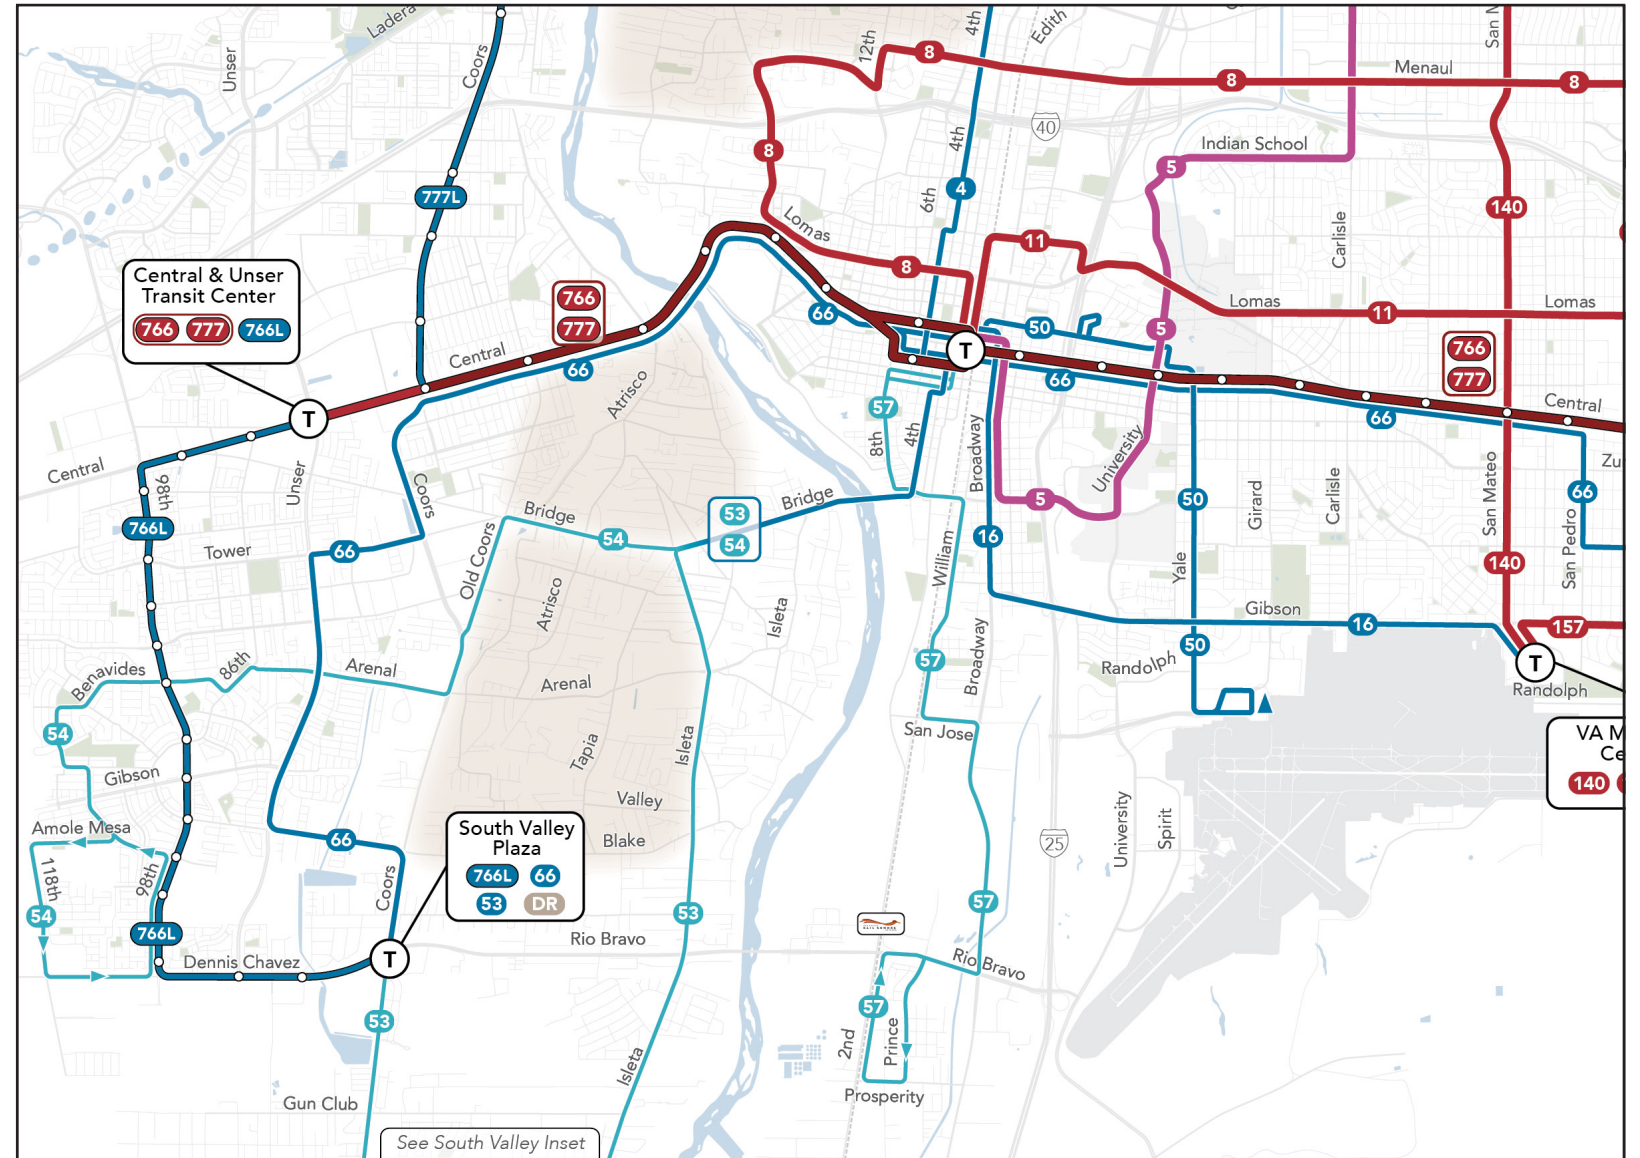 Ladera
Unser
Coors
12th
8
4th
Edith
San M
8
Menaul
8
40
4th
Indian School
5
8
777L
4
6th
140
Carlisle
Lomas
11
Central & Unser
Transit Center
766 777 766L
8
766
777
66
50
5
Lomas
11
Lomas
Central
66
T
66
766
777
Central
66
Atrisco
T
57
8th
4th
Broadway
University
Central
98th
Unser
Coors
Zu
66
San Mateo
Carlisle
Girard
50
5
Bridge
Bridge
53
54
766L
Tower
66
Old Coors
54
16
William
Yale
San Pedro
140
Atrisco
Isleta
Gibson
16
157
50
Benavides
86th
Arenal
Arenal
57
Broadway
Randolph
T
Randolph
54
San Jose
Isleta
Tapia
VA M
Ce
140
Gibson
Valley
Amole Mesa
66
Blake
University
Spirit
25
South Valley
Plaza
766L 66
53 DR
118th
98th
Coors
54
766L
53
57
Rio Bravo
Dennis Chavez
T
Rio Bravo
53
57
2nd
Prince
Isleta
Prosperity
Gun Club
See South Valley Inset